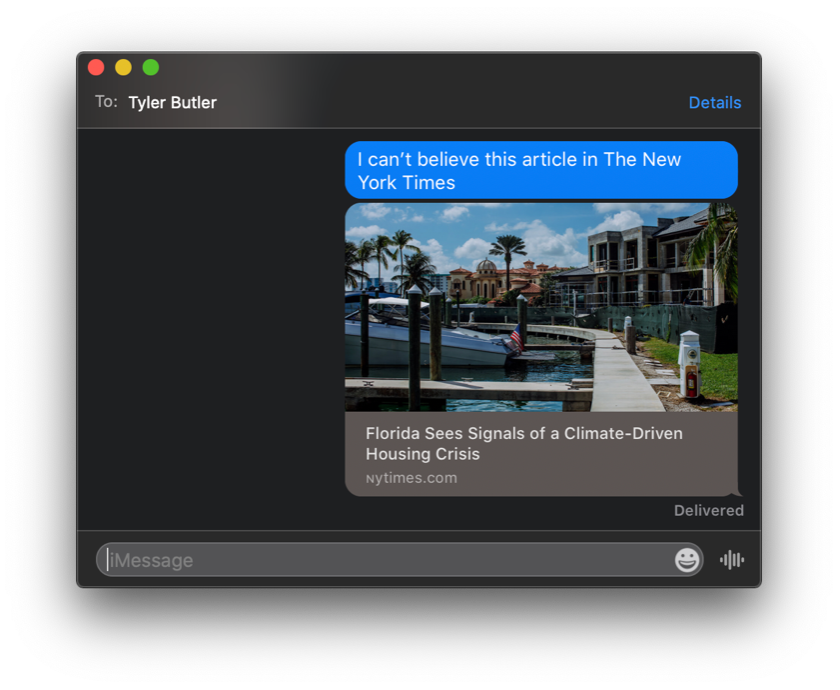 To: Tyler Butler
Details
I can’t believe this article in The New
York Times
Florida Sees Signals of a Climate-Driven
Housing Crisis
ɴytimes.com
Delivered
iMessage